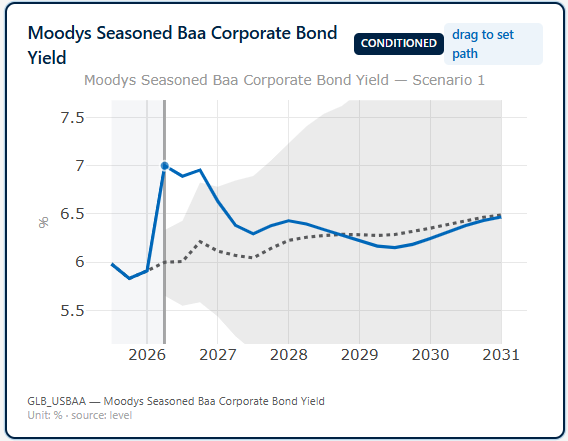 Moodys Seasoned Baa Corporate Bond
Yield
CONDITIONED
drag to set
path
Moodys Seasoned Baa Corporate Bond Yield — Scenario 1
7.5
7
6.5
6
5.5
%
2026
2027
2028
2029
2030
2031
GLB_USBAA — Moodys Seasoned Baa Corporate Bond Yield
Unit: % · source: level